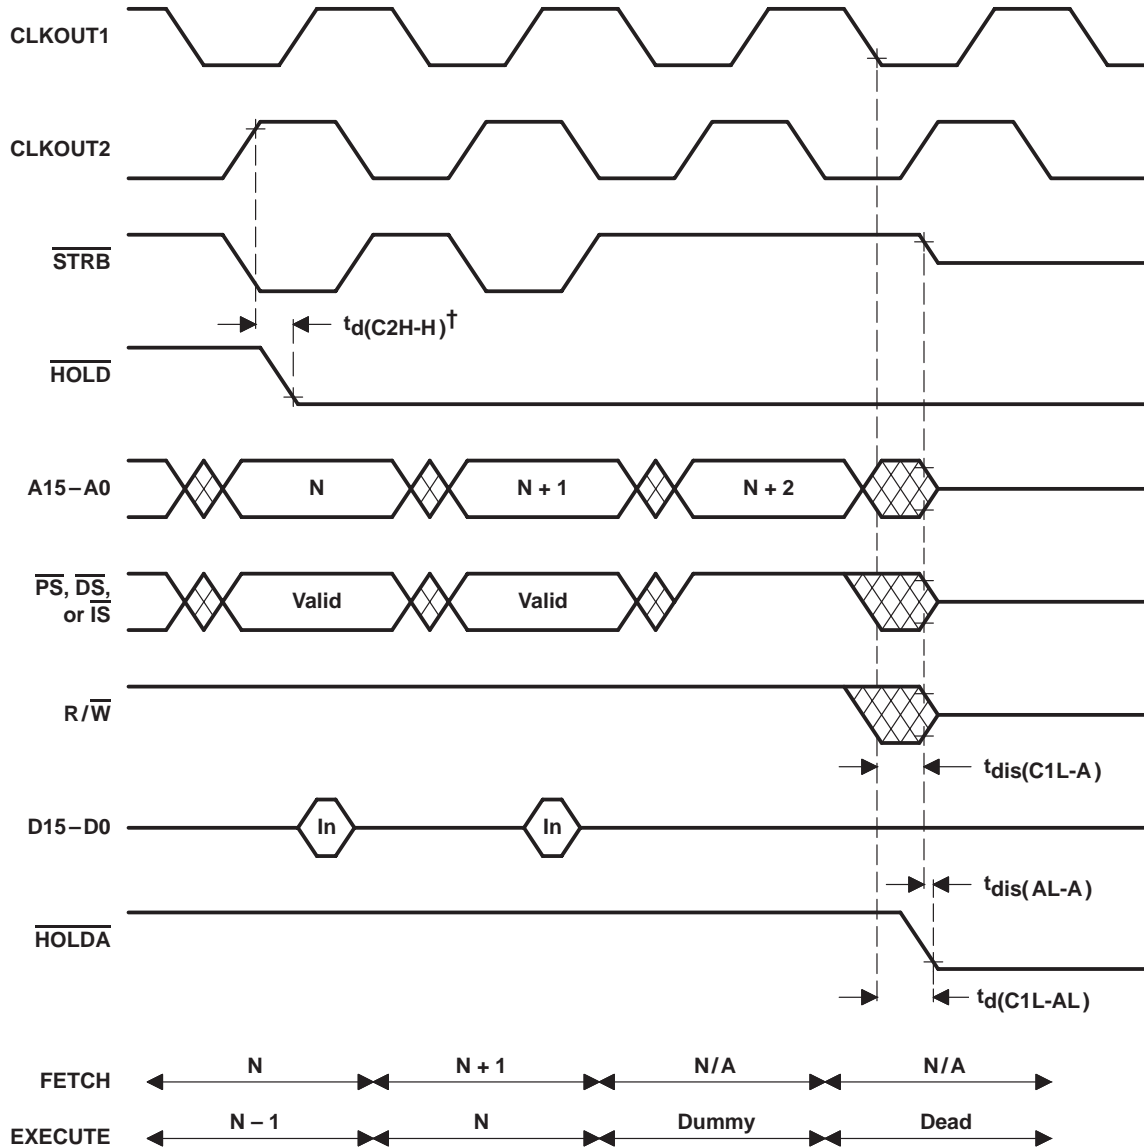 CLKOUT1
CLKOUT2
STRB
td(C2H-H)†
HOLD
A15–A0
N
N + 1
N + 2
PS, DS,
or IS
Valid
Valid
R/W
tdis(C1L-A)
D15–D0
In
In
tdis(AL-A)
HOLDA
td(C1L-AL)
FETCH
N
N + 1
N/A
N/A
EXECUTE
N – 1
N
Dummy
Dead